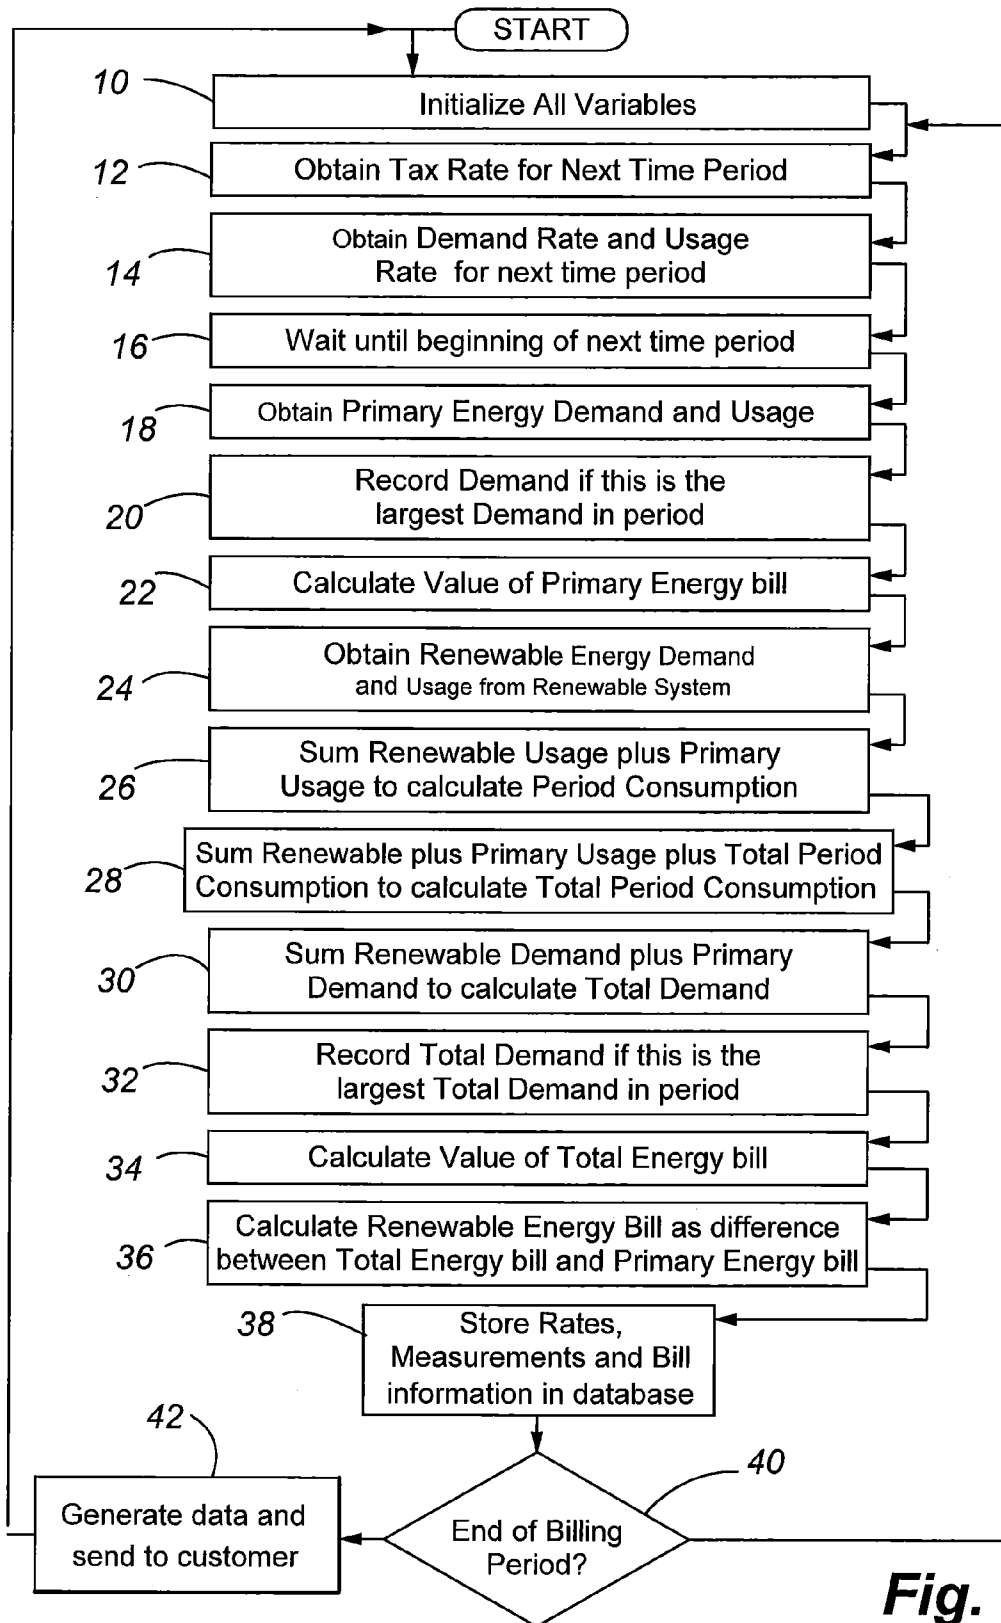 START
10
Initialize All Variables
12
Obtain Tax Rate for Next Time Period
14
Obtain Demand Rate and Usage
Rate for next time period
16
Wait until beginning of next time period
18
Obtain Primary Energy Demand and Usage
20
Record Demand if this is the
largest Demand in period
22
Calculate Value of Primary Energy bill
24
Obtain Renewable Energy Demand
and Usage from Renewable System
26
Sum Renewable Usage plus Primary
Usage to calculate Period Consumption
28
Sum Renewable plus Primary Usage plus Total Period
Consumption to calculate Total Period Consumption
30
Sum Renewable Demand plus Primary
Demand to calculate Total Demand
32
Record Total Demand if this is the
largest Total Demand in period
34
Calculate Value of Total Energy bill
36
Calculate Renewable Energy Bill as difference
between Total Energy bill and Primary Energy bill
38
Store Rates,
Measurements and Bill
information in database
42
Generate data and
send to customer
40
End of Billing
Period?
Fig.